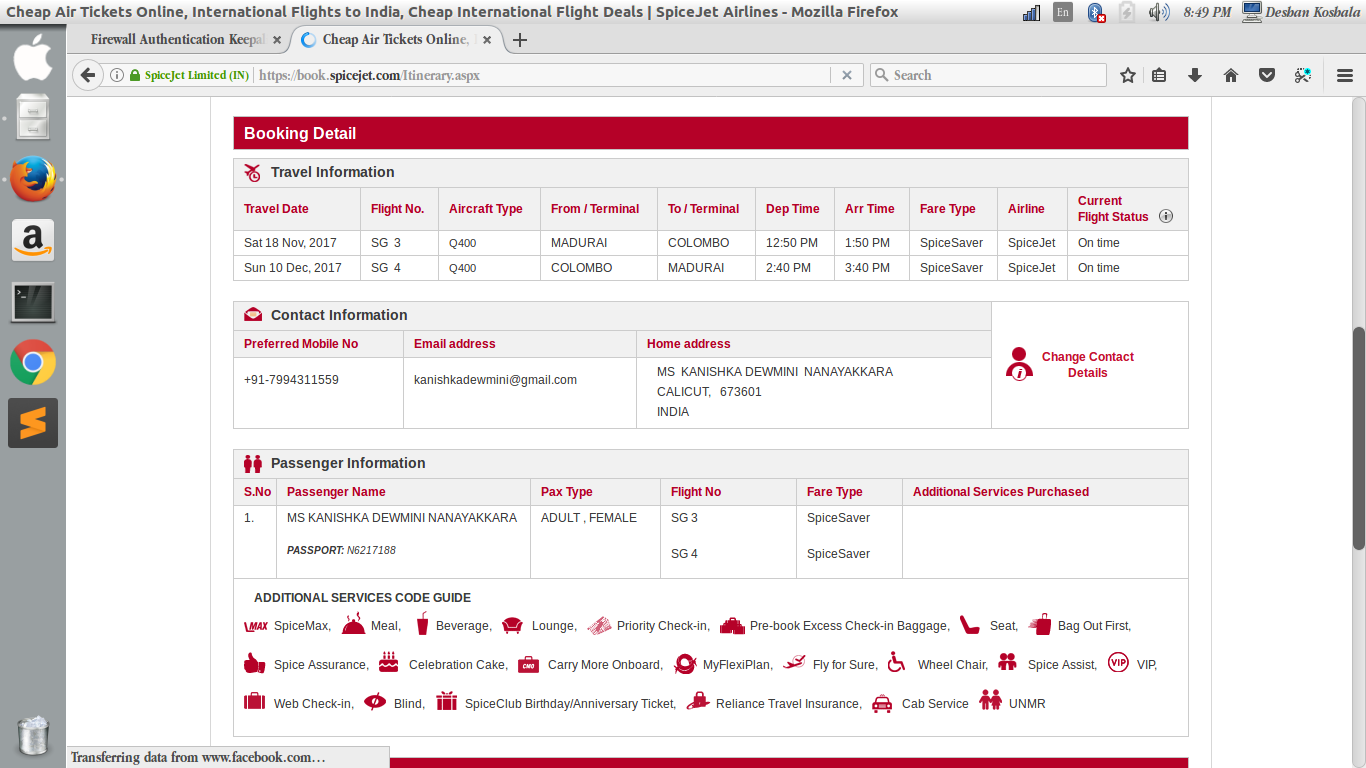 Cheap Air Tickets Online, International Flights to India, Cheap International Flight Deals | SpiceJet Airlines - Mozilla Firefox
En
8:49 PM
Deshan Koshala
Firewall Authentication Keepal
Cheap Air Tickets Online,
SpiceJet Limited (IN)
https://book.spicejet.com/Itinerary.aspx
Search
Booking Detail
Travel Information
Travel Date Flight No. Aircraft Type From / Terminal To / Terminal Dep Time Arr Time Fare Type Airline Current Flight Status
Sat 18 Nov, 2017 SG 3 Q400 MADURAI COLOMBO 12:50 PM 1:50 PM SpiceSaver SpiceJet On time
Sun 10 Dec, 2017 SG 4 Q400 COLOMBO MADURAI 2:40 PM 3:40 PM SpiceSaver SpiceJet On time
Contact Information
Preferred Mobile No Email address Home address
+91-7994311559 kanishkadewmini@gmail.com MS KANISHKA DEWMINI NANAYAKKARA
CALICUT, 673601
INDIA
Change Contact
Details
Passenger Information
S.No Passenger Name Pax Type Flight No Fare Type Additional Services Purchased
1. MS KANISHKA DEWMINI NANAYAKKARA ADULT , FEMALE SG 3 SpiceSaver
PASSPORT: N6217188
SG 4 SpiceSaver
ADDITIONAL SERVICES CODE GUIDE
MAX SpiceMax, Meal, Beverage, Lounge, Priority Check-in, Pre-book Excess Check-in Baggage, Seat, Bag Out First,
Spice Assurance, Celebration Cake, CMO Carry More Onboard, MyFlexiPlan, Fly for Sure, Wheel Chair, Spice Assist, VIP VIP,
Web Check-in, Blind, SpiceClub Birthday/Anniversary Ticket, Reliance Travel Insurance, Cab Service UNMR
Transferring data from www.facebook.com…